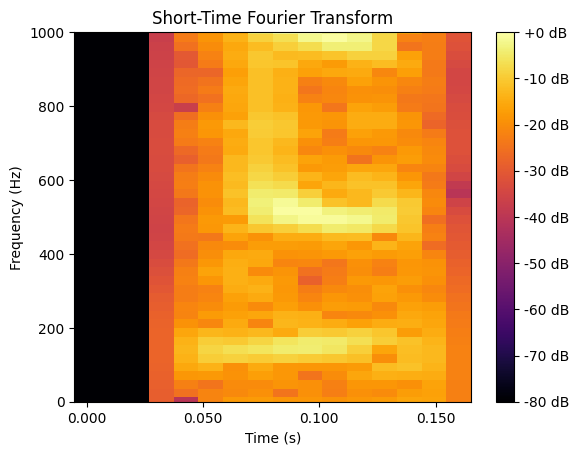 Short-Time Fourier Transform
1000
800
600
400
200
0
Frequency (Hz)
0.000
0.050
0.100
0.150
Time (s)
+0 dB
-10 dB
-20 dB
-30 dB
-40 dB
-50 dB
-60 dB
-70 dB
-80 dB